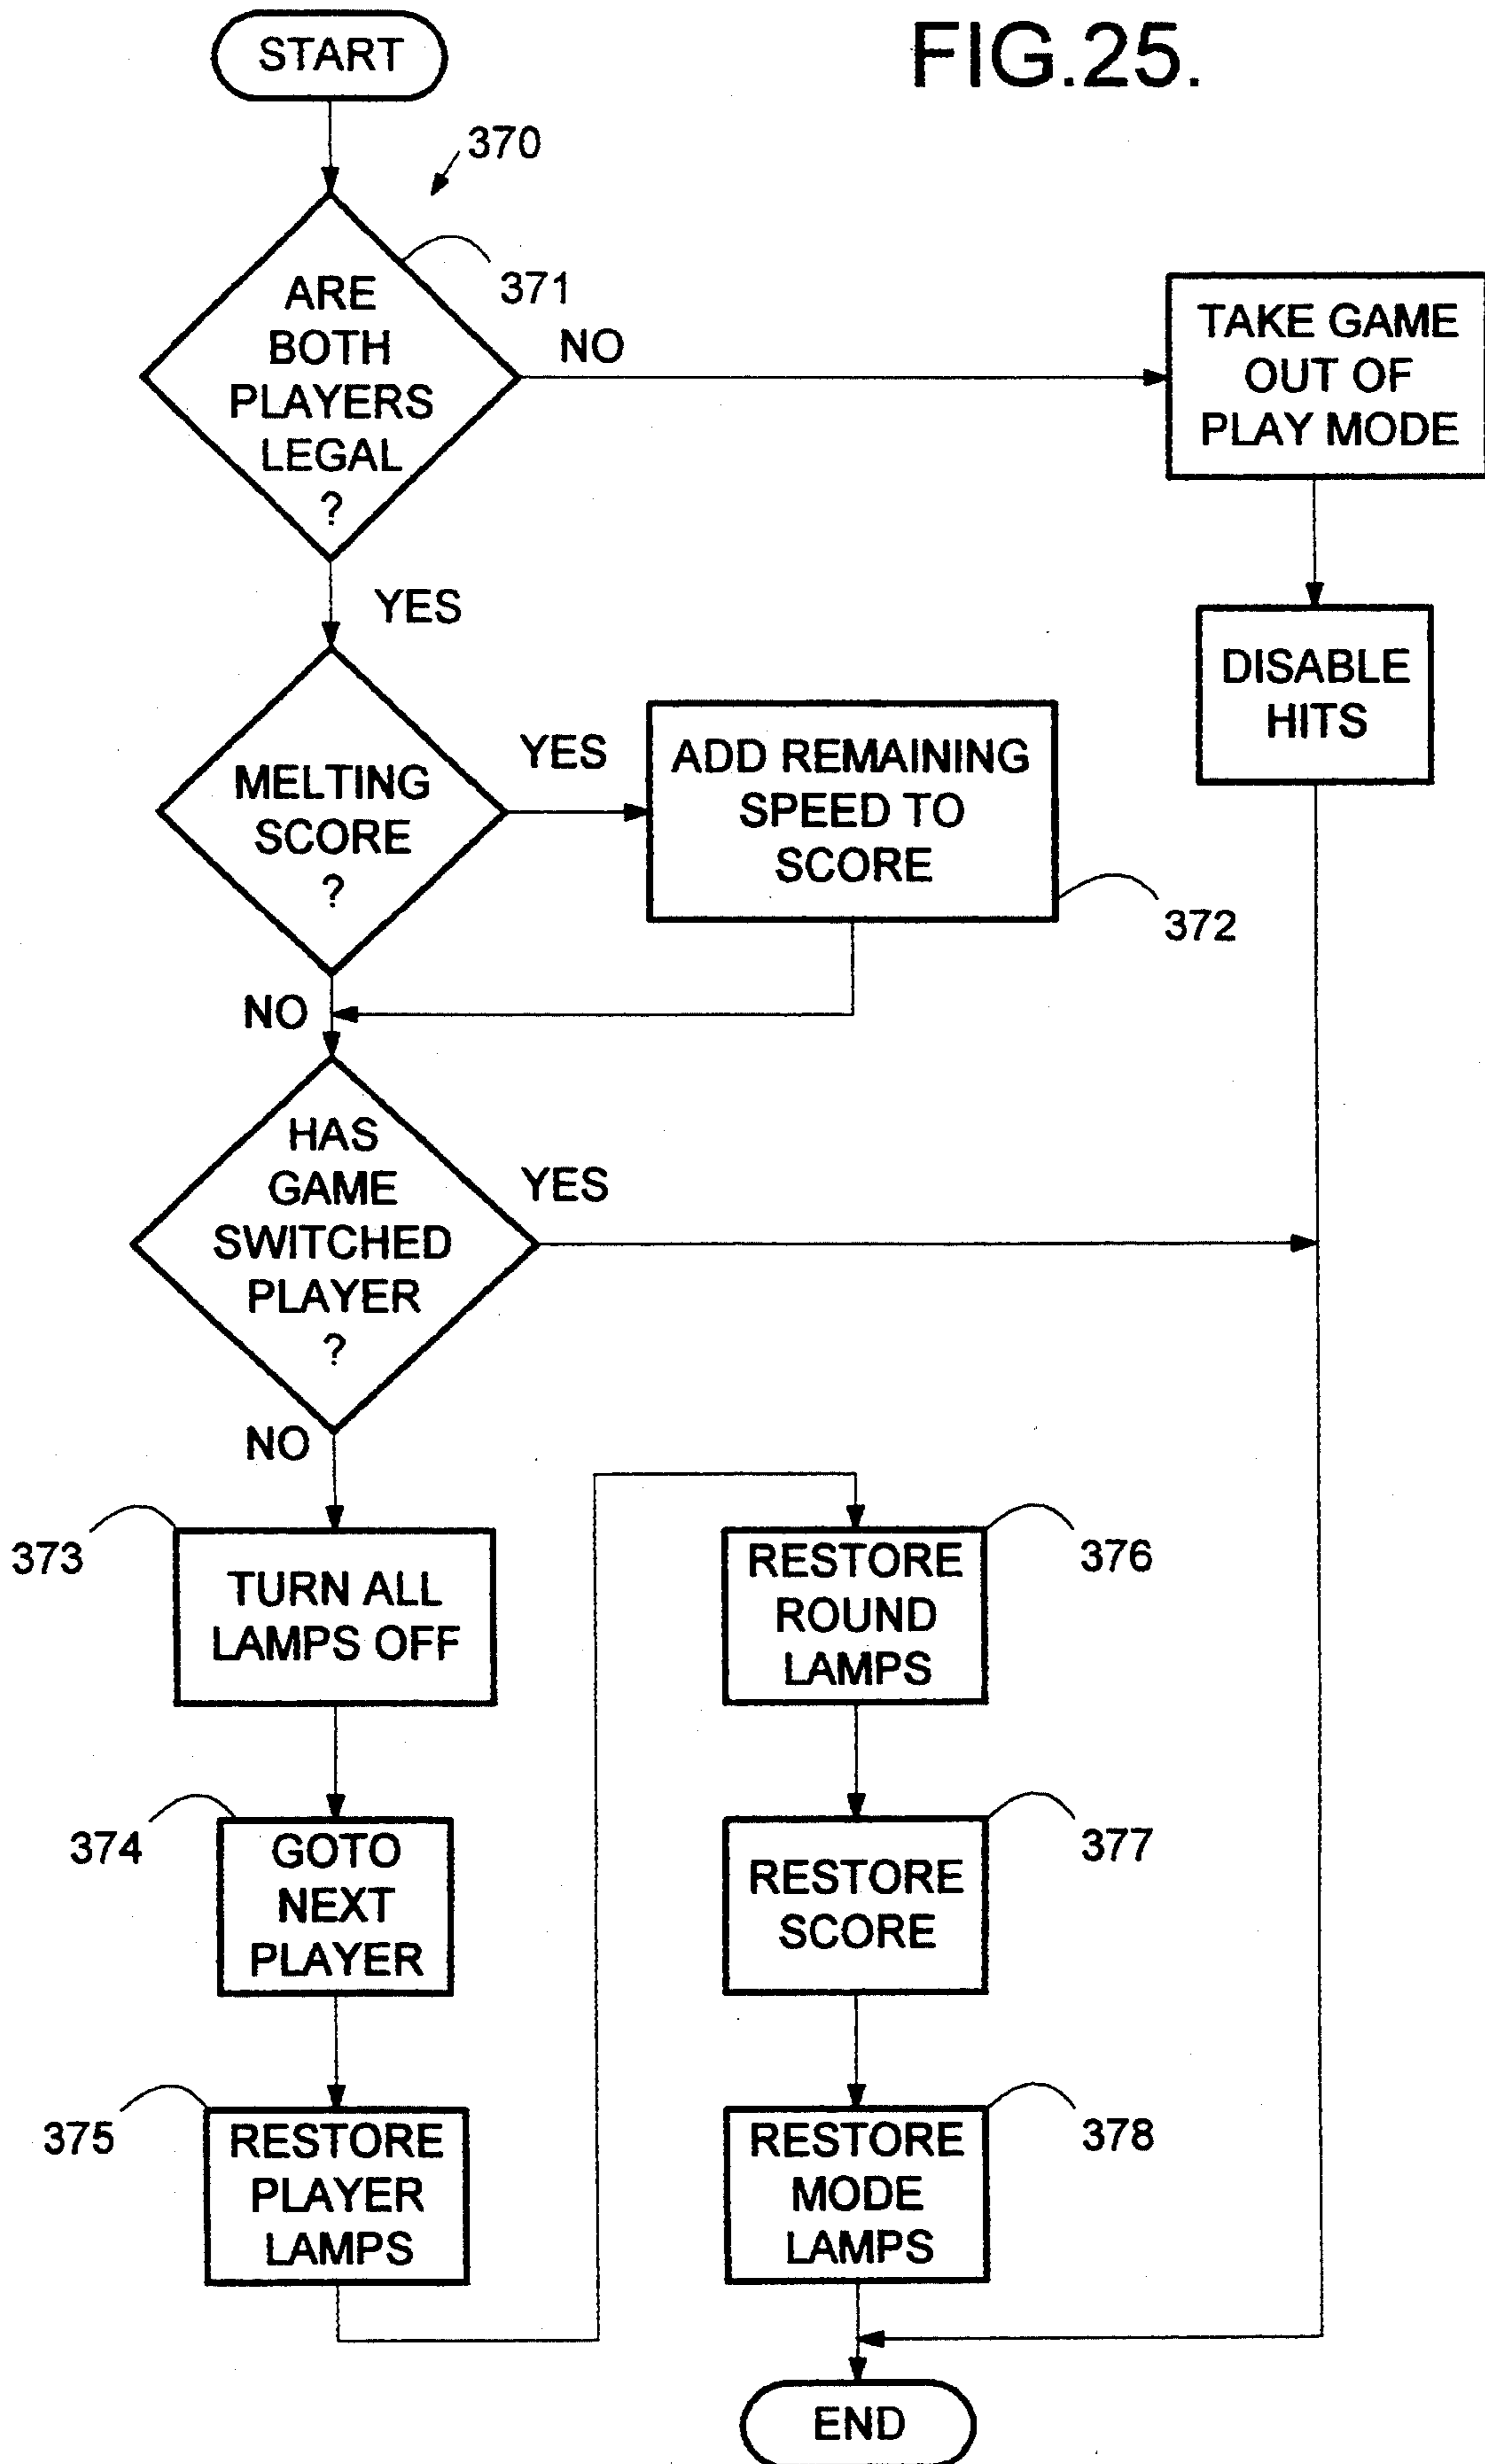 FIG.25.
START
370
371
ARE
BOTH
PLAYERS
LEGAL
?
NO
TAKE GAME
OUT OF
PLAY MODE
YES
DISABLE
HITS
MELTING
SCORE
?
YES
ADD REMAINING
SPEED TO
SCORE
372
NO
HAS
GAME
SWITCHED
PLAYER
?
YES
NO
373
TURN ALL
LAMPS OFF
374
GOTO
NEXT
PLAYER
375
RESTORE
PLAYER
LAMPS
376
RESTORE
ROUND
LAMPS
377
RESTORE
SCORE
378
RESTORE
MODE
LAMPS
END